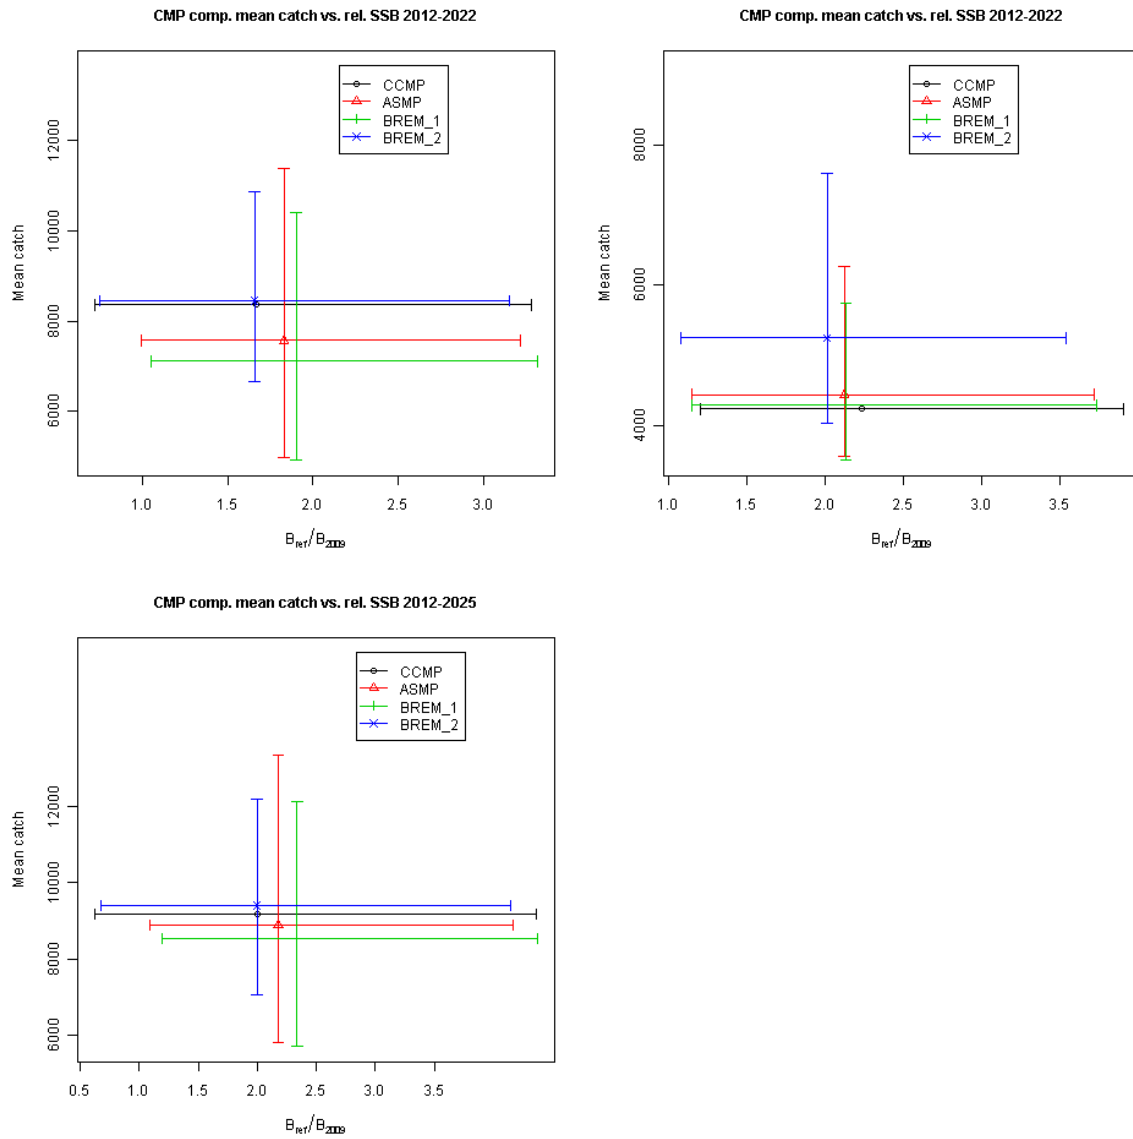 CMP comp. mean catch vs. rel. SSB 2012-2022
CCMP
ASMP
BREM_1
BREM_2
Mean catch
12000
10000
8000
6000
1.0 1.5 2.0 2.5 3.0
Bref/B2009
CMP comp. mean catch vs. rel. SSB 2012-2022
CCMP
ASMP
BREM_1
BREM_2
Mean catch
8000
6000
4000
1.0 1.5 2.0 2.5 3.0 3.5
Bref/B2009
CMP comp. mean catch vs. rel. SSB 2012-2025
CCMP
ASMP
BREM_1
BREM_2
Mean catch
12000
10000
8000
6000
0.5 1.0 1.5 2.0 2.5 3.0 3.5
Bref/B2009